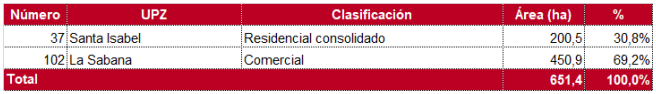 Número UPZ Clasificación Área (ha) %
37 Santa Isabel Residencial consolidado 200,5 30,8%
102 La Sabana Comercial 450,9 69,2%
Total 651,4 100,0%